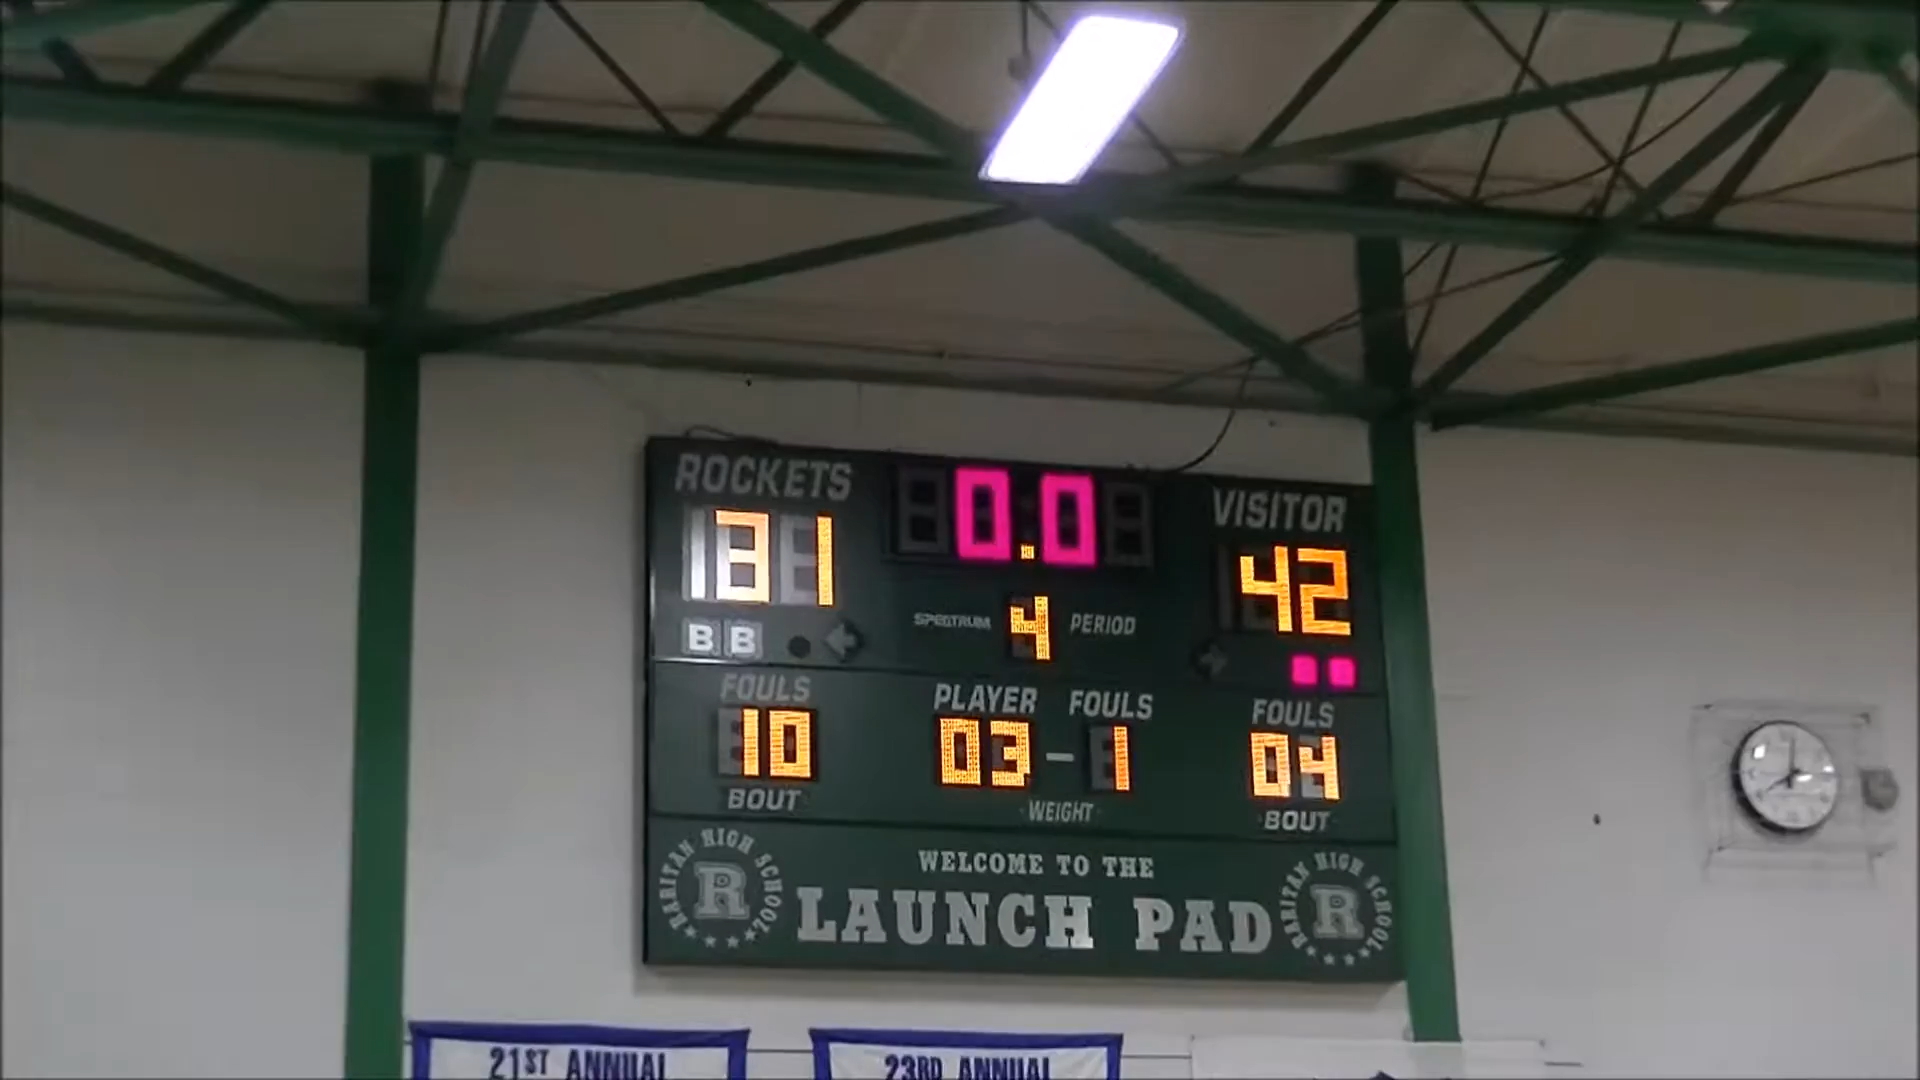 ROCKETS
0.0
VISITOR
31
42
SPECTRUM
4
PERIOD
BB
FOULS
PLAYER
FOULS
FOULS
10
03-1
04
BOUT
WEIGHT
BOUT
RARITAN HIGH SCHOOL
R
WELCOME TO THE
LAUNCH PAD
RARITAN HIGH SCHOOL
R
21ST ANNUAL
23RD ANNUAL